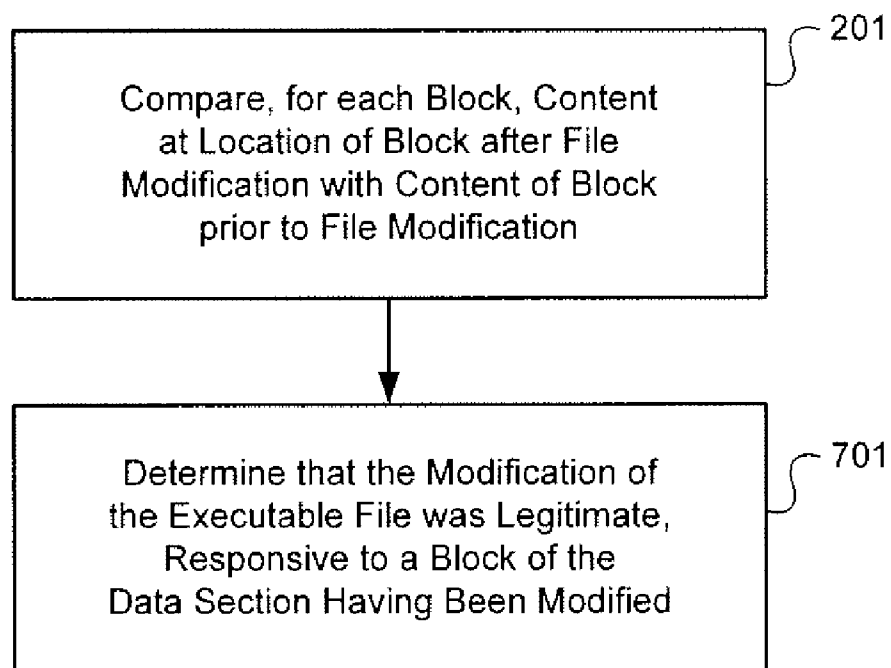 201
Compare, for each Block, Content
at Location of Block after File
Modification with Content of Block
prior to File Modification
701
Determine that the Modification of
the Executable File was Legitimate,
Responsive to a Block of the
Data Section Having Been Modified